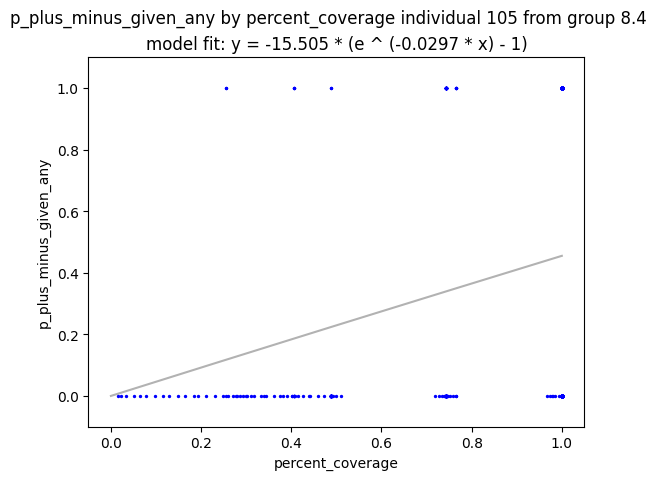 p_plus_minus_given_any by percent_coverage individual 105 from group 8.4
model fit: y = -15.505 * (e ^ (-0.0297 * x) - 1)
1.0
0.8
0.6
0.4
0.2
0.0
p_plus_minus_given_any
0.0 0.2 0.4 0.6 0.8 1.0
percent_coverage